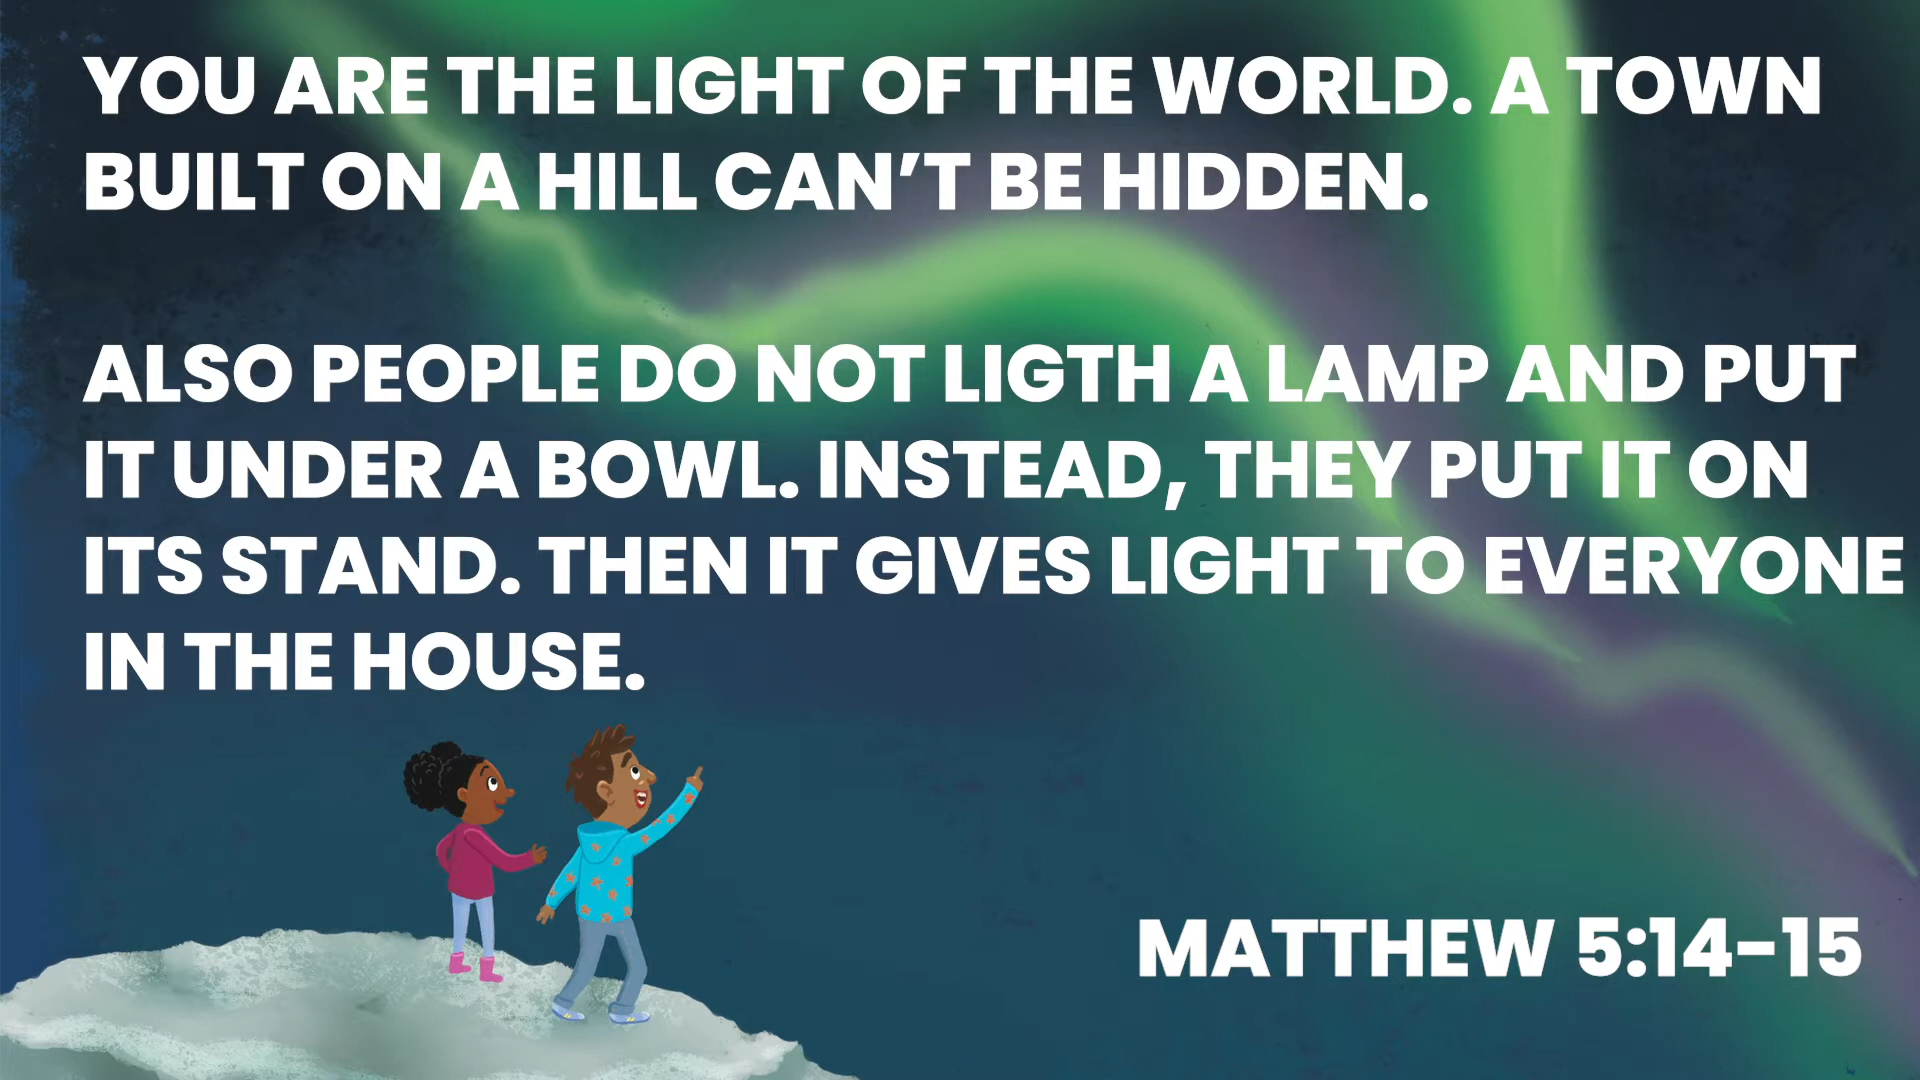 YOU ARE THE LIGHT OF THE WORLD. A TOWN
BUILT ON A HILL CAN’T BE HIDDEN.
ALSO PEOPLE DO NOT LIGTH A LAMP AND PUT
IT UNDER A BOWL. INSTEAD, THEY PUT IT ON
ITS STAND. THEN IT GIVES LIGHT TO EVERYONE
IN THE HOUSE.
MATTHEW 5:14-15